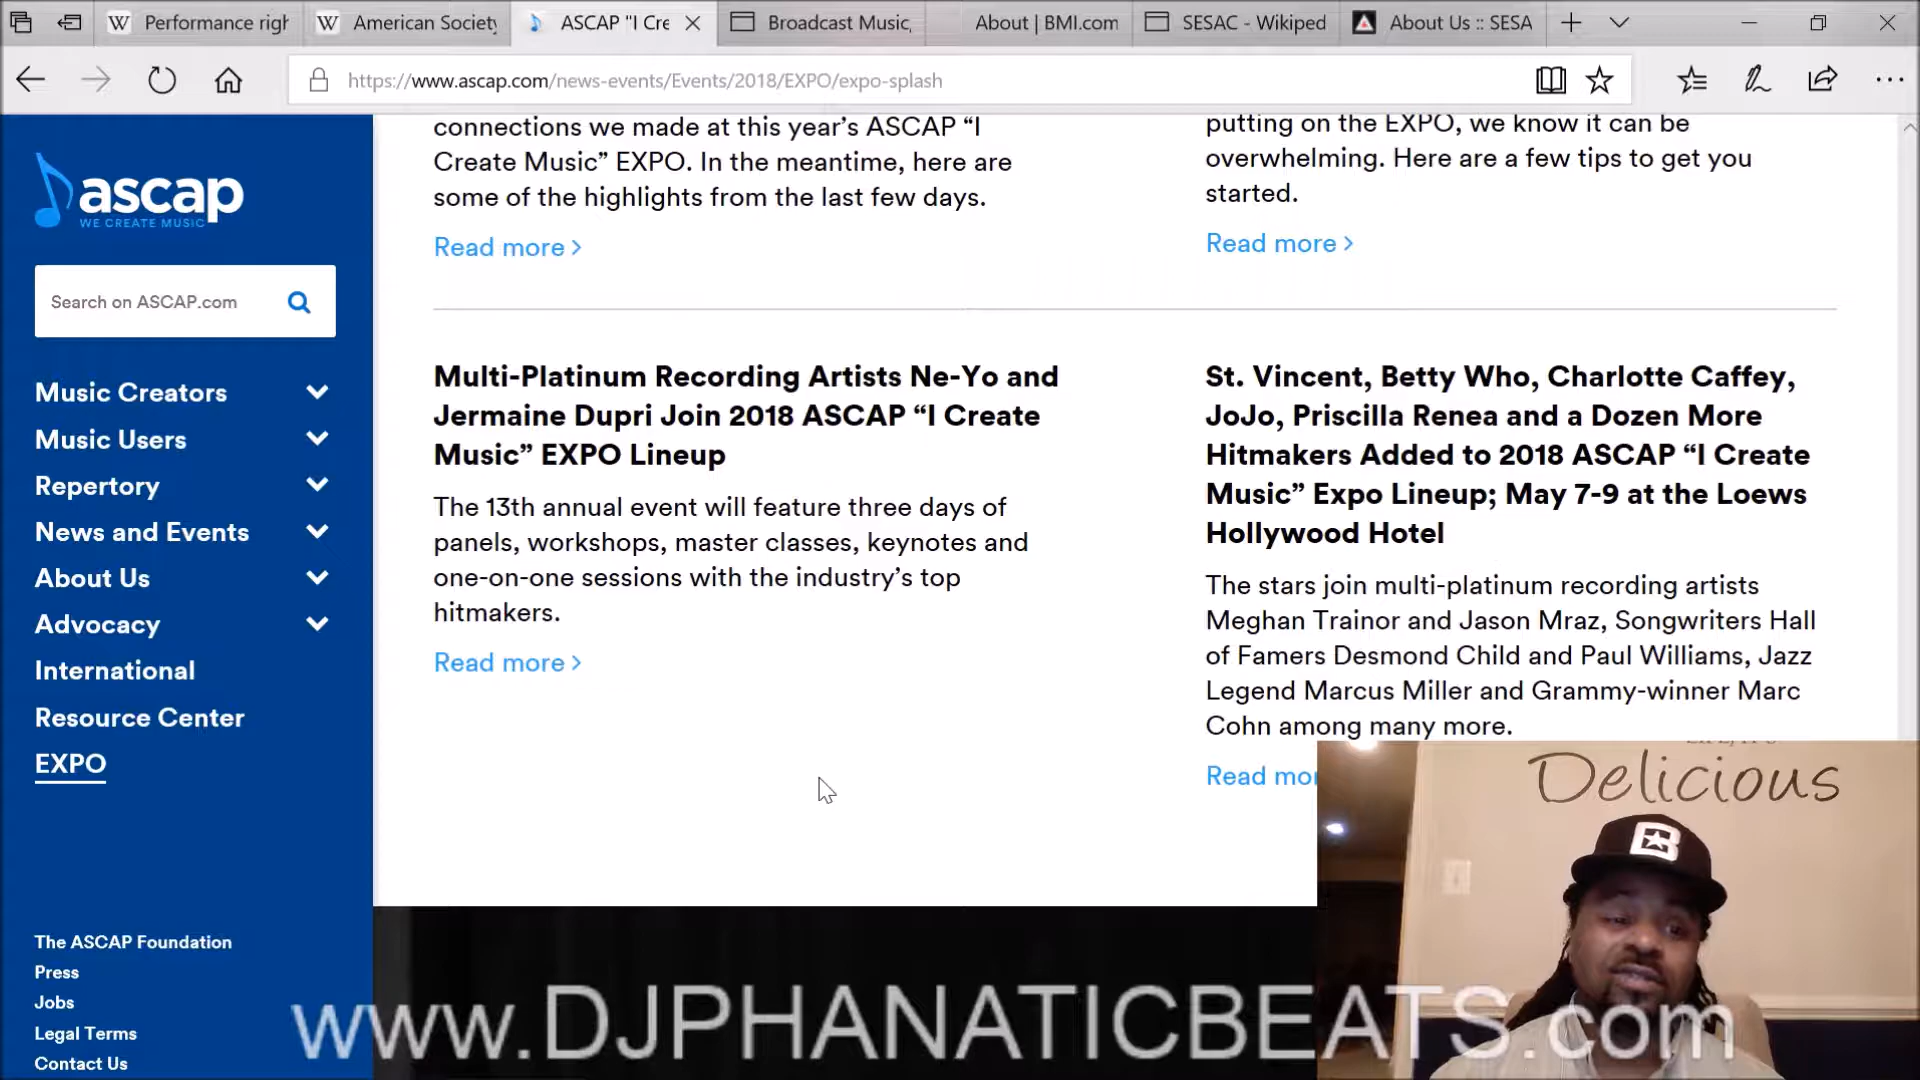 Performance righ
American Society
ASCAP "I Cre
Broadcast Music,
About | BMI.com
SESAC - Wikiped
About Us :: SESA
https://www.ascap.com/news-events/Events/2018/EXPO/expo-splash
ascap
WE CREATE MUSIC
Search on ASCAP.com
Music Creators
Music Users
Repertory
News and Events
About Us
Advocacy
International
Resource Center
EXPO
The ASCAP Foundation
Press
Jobs
Legal Terms
Contact Us
connections we made at this year’s ASCAP “I
Create Music” EXPO. In the meantime, here are
some of the highlights from the last few days.
Read more >
putting on the EXPO, we know it can be
overwhelming. Here are a few tips to get you
started.
Read more >
Multi-Platinum Recording Artists Ne-Yo and
Jermaine Dupri Join 2018 ASCAP “I Create
Music” EXPO Lineup
The 13th annual event will feature three days of
panels, workshops, master classes, keynotes and
one-on-one sessions with the industry’s top
hitmakers.
Read more >
St. Vincent, Betty Who, Charlotte Caffey,
JoJo, Priscilla Renea and a Dozen More
Hitmakers Added to 2018 ASCAP “I Create
Music” Expo Lineup; May 7-9 at the Loews
Hollywood Hotel
The stars join multi-platinum recording artists
Meghan Trainor and Jason Mraz, Songwriters Hall
of Famers Desmond Child and Paul Williams, Jazz
Legend Marcus Miller and Grammy-winner Marc
Cohn among many more.
Read mor
Delicious
B
www.DJPHANATICBEATS.com